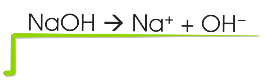 NaOH → Na⁺ + OH⁻